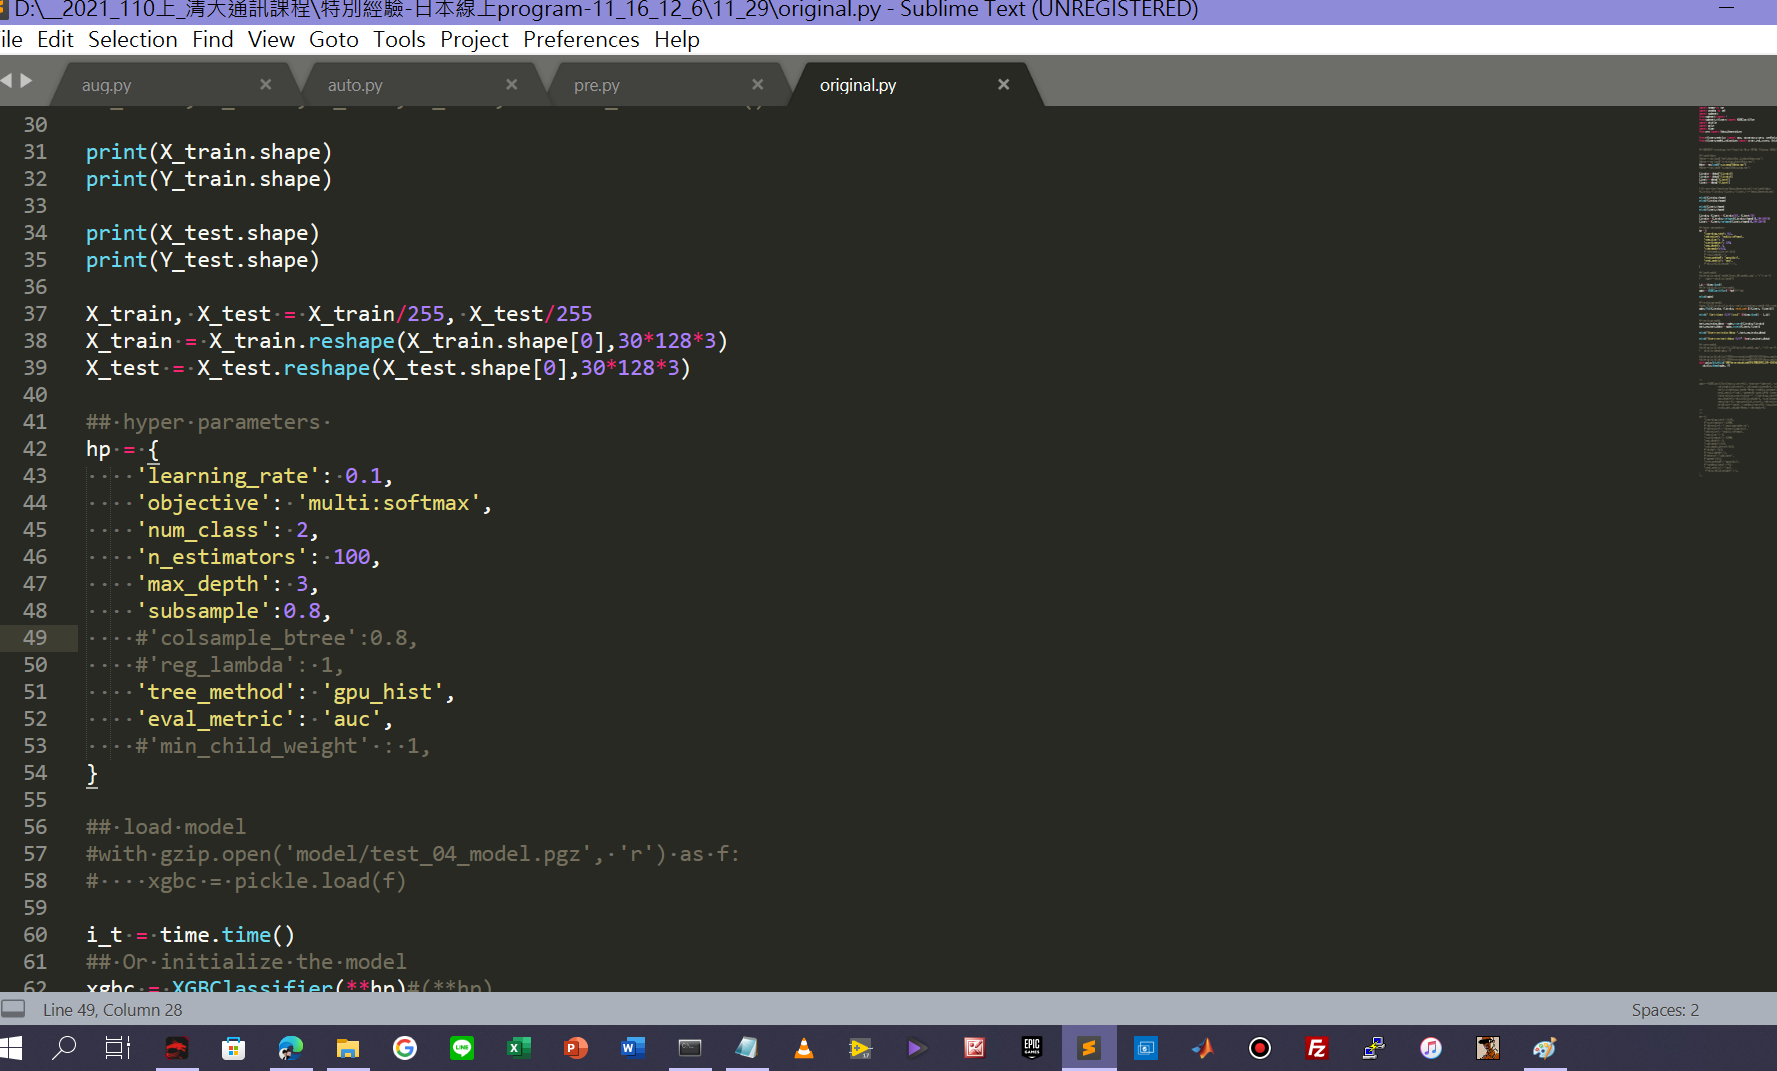 D:\__2021_110上_清大通訊課程\特別經驗-日本線上program-11_16_12_6\11_29\original.py - Sublime Text (UNREGISTERED)
ile Edit Selection Find View Goto Tools Project Preferences Help
aug.py auto.py pre.py original.py
30
31 print(X_train.shape)
32 print(Y_train.shape)
33
34 print(X_test.shape)
35 print(Y_test.shape)
36
37 X_train, X_test = X_train/255, X_test/255
38 X_train = X_train.reshape(X_train.shape[0],30*128*3)
39 X_test = X_test.reshape(X_test.shape[0],30*128*3)
40
41 ## hyper parameters
42 hp = {
43     'learning_rate': 0.1,
44     'objective': 'multi:softmax',
45     'num_class': 2,
46     'n_estimators': 100,
47     'max_depth': 3,
48     'subsample':0.8,
49     #'colsample_btree':0.8,
50     #'reg_lambda': 1,
51     'tree_method': 'gpu_hist',
52     'eval_metric': 'auc',
53     #'min_child_weight' : 1,
54 }
55
56 ## load model
57 #with gzip.open('model/test_04_model.pgz', 'r') as f:
58 #    xgbc = pickle.load(f)
59
60 i_t = time.time()
61 ## Or initialize the model
62 xgbc = XGBClassifier(**hp)#(**hp)
Line 49, Column 28 Spaces: 2